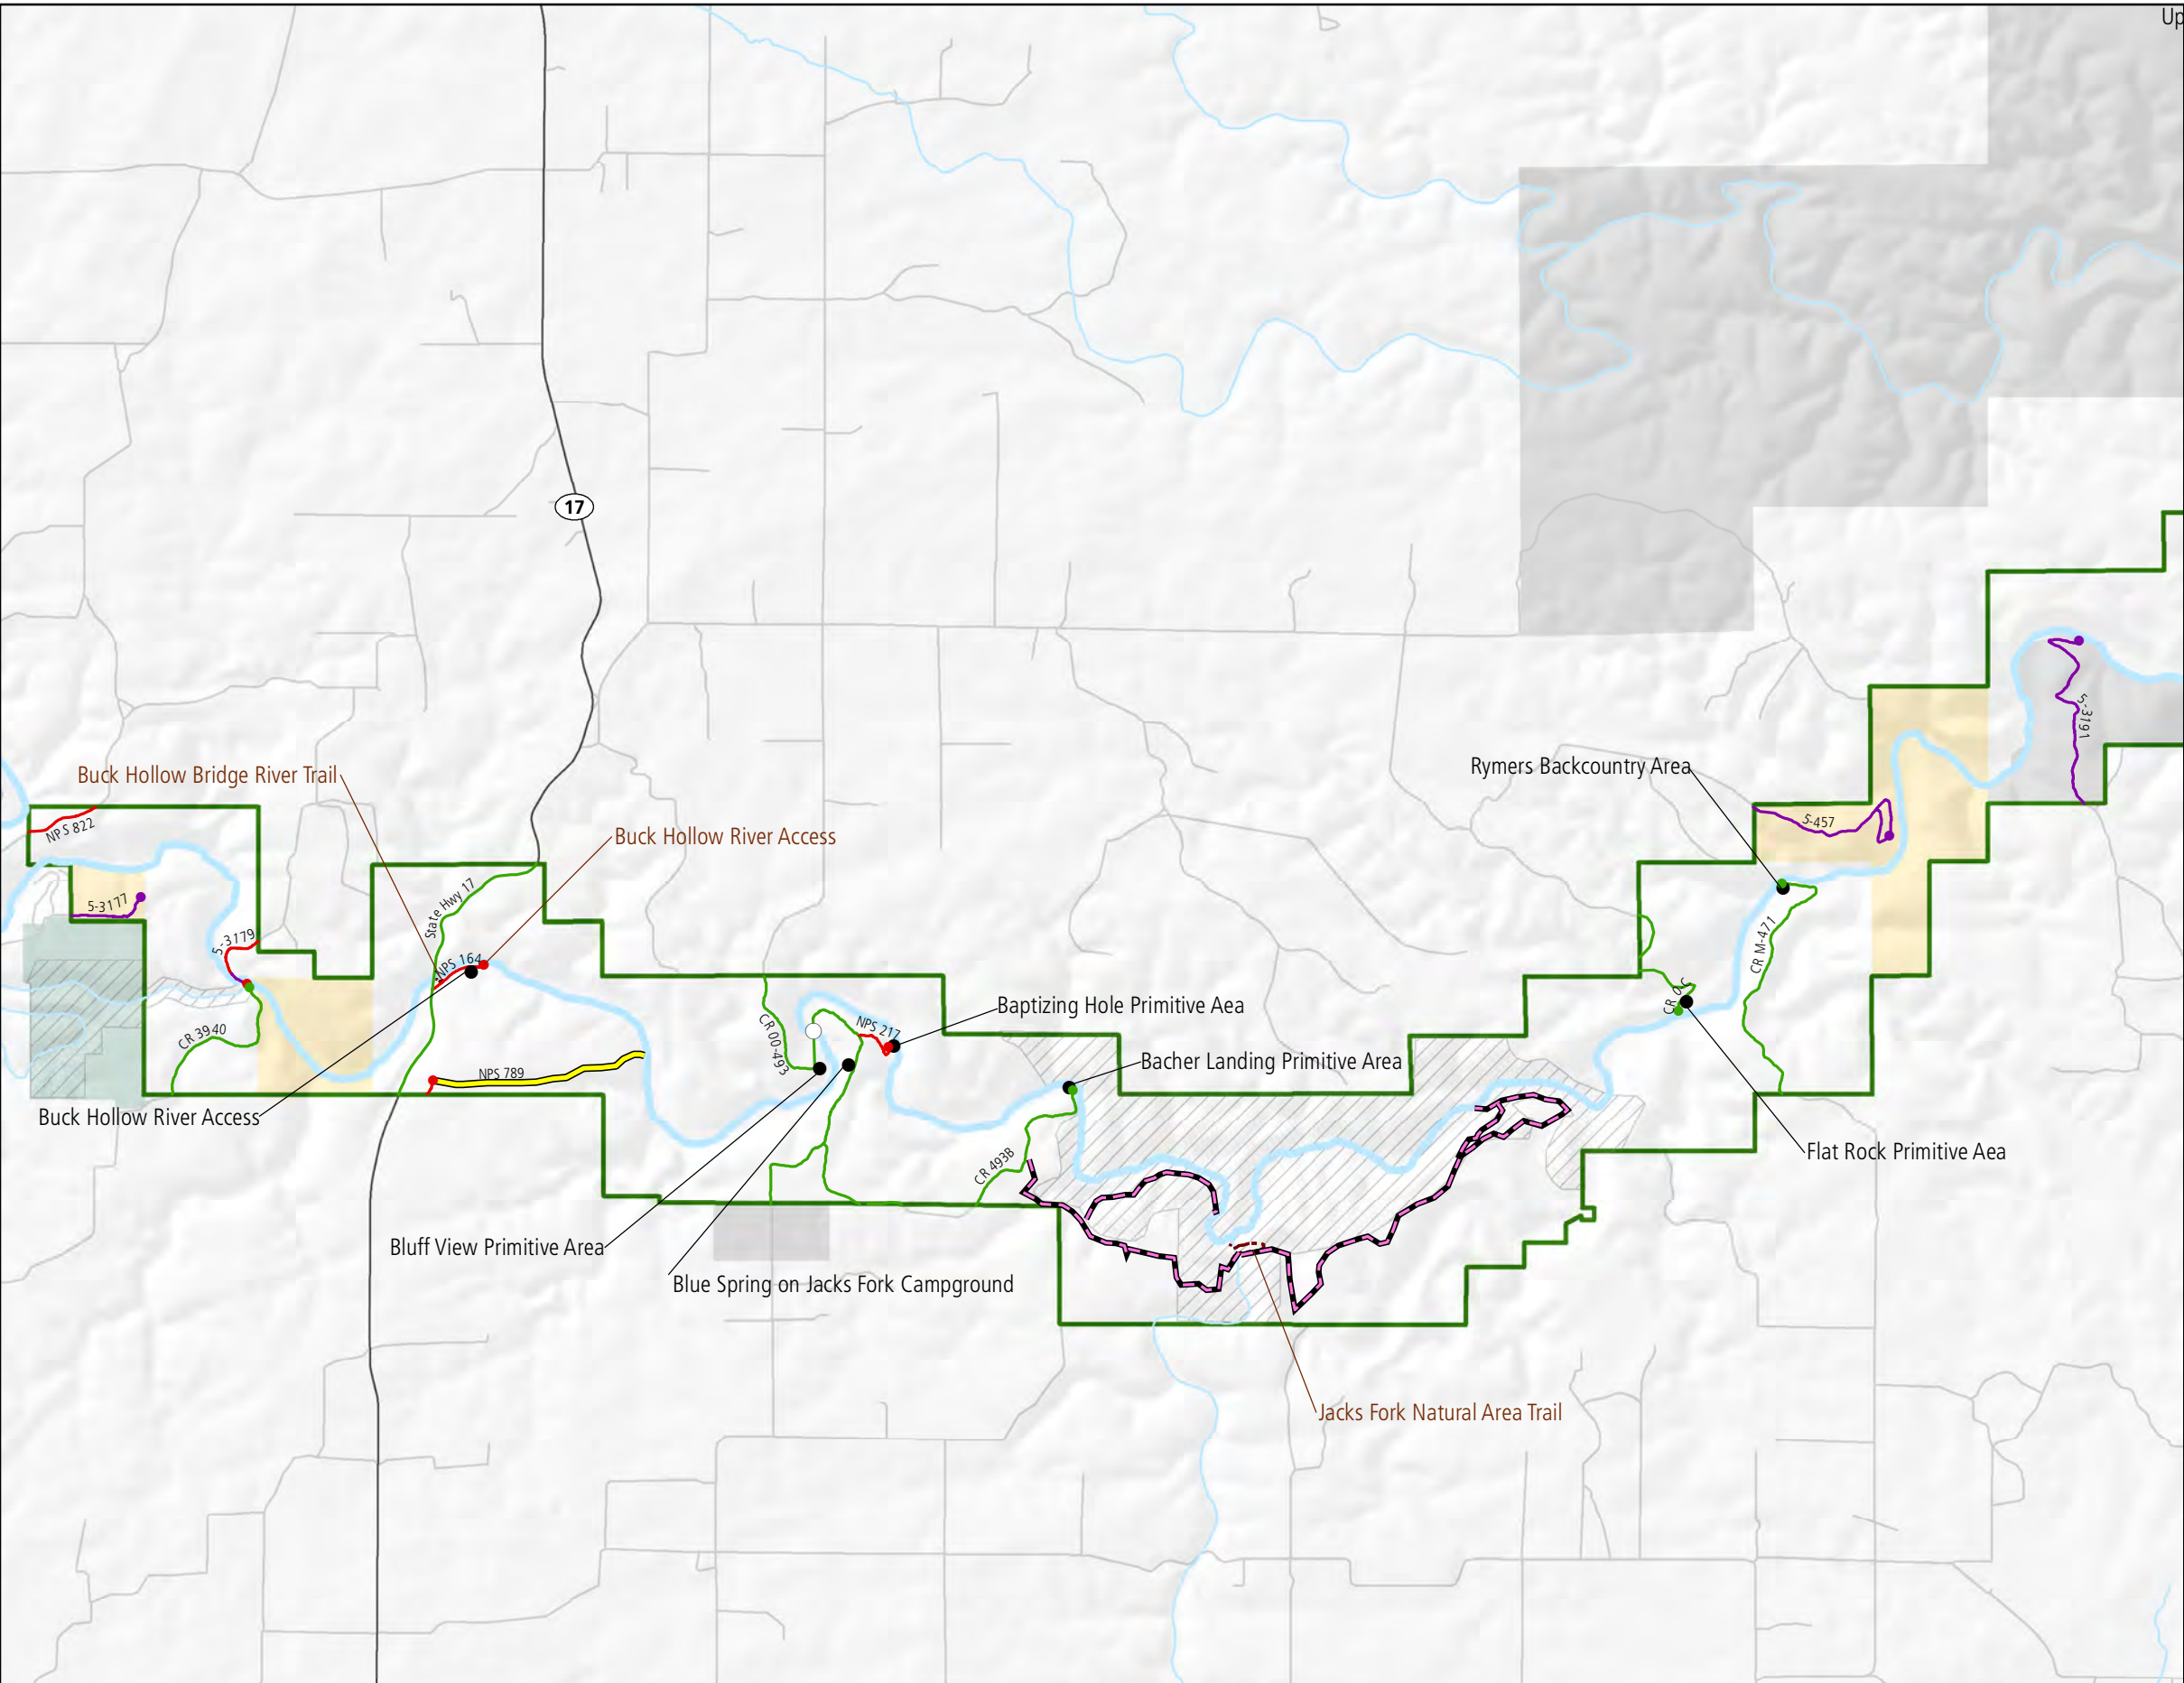 Up
17
5-3191
Rymers Backcountry Area
Buck Hollow Bridge River Trail
5-457
NPS 822
Buck Hollow River Access
5-3177
State Hwy 17
5-3779
CR M-471
NPS 164
Baptizing Hole Primitive Aea
NPS 217
CR 00-493
CR 3940
Bacher Landing Primitive Area
NPS 789
Buck Hollow River Access
Flat Rock Primitive Aea
CR 493B
Bluff View Primitive Area
Blue Spring on Jacks Fork Campground
Jacks Fork Natural Area Trail